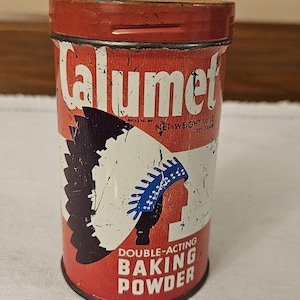 Calumet
NET WEIGHT
DOUBLE-ACTING
BAKING
POWDER